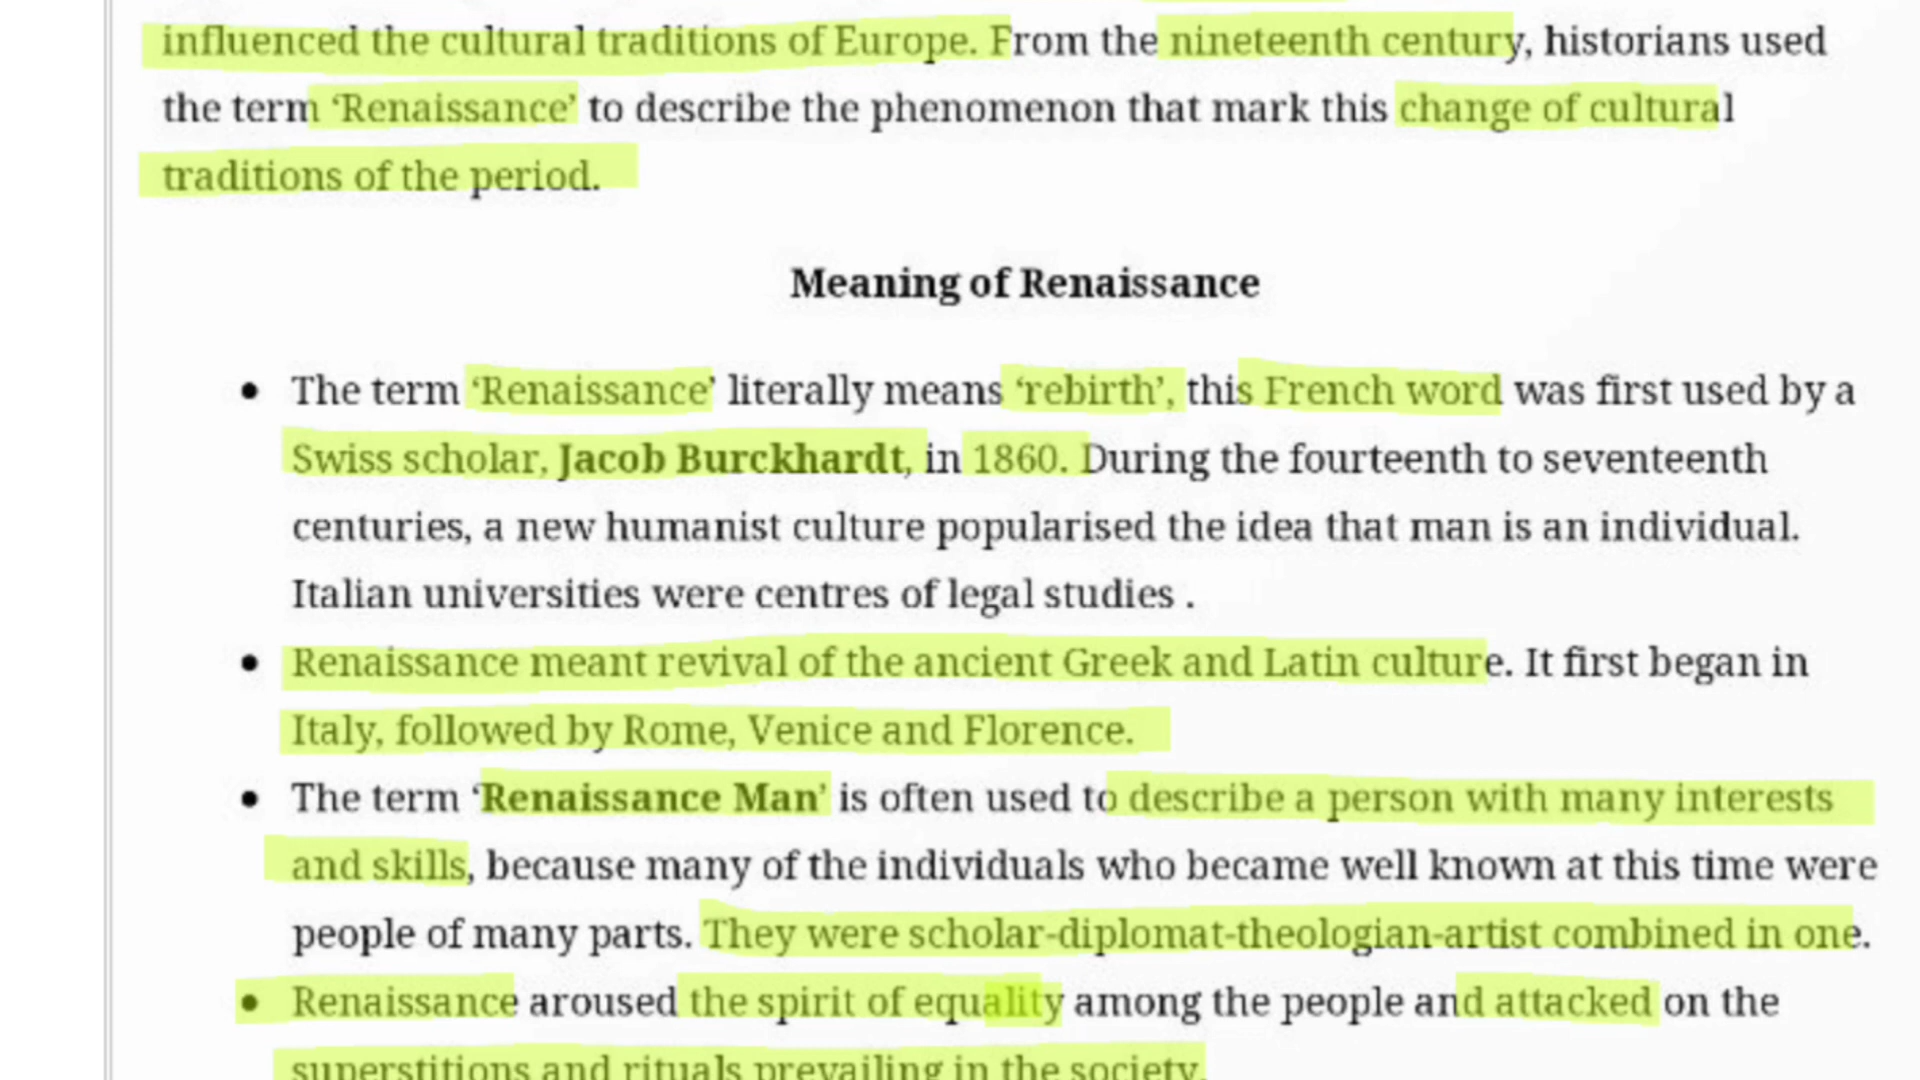 influenced the cultural traditions of Europe. From the nineteenth century, historians used
the term ‘Renaissance’ to describe the phenomenon that mark this change of cultural
traditions of the period.
Meaning of Renaissance
• The term ‘Renaissance’ literally means ‘rebirth’, this French word was first used by a
Swiss scholar, Jacob Burckhardt, in 1860. During the fourteenth to seventeenth
centuries, a new humanist culture popularised the idea that man is an individual.
Italian universities were centres of legal studies .
• Renaissance meant revival of the ancient Greek and Latin culture. It first began in
Italy, followed by Rome, Venice and Florence.
• The term ‘Renaissance Man’ is often used to describe a person with many interests
and skills, because many of the individuals who became well known at this time were
people of many parts. They were scholar-diplomat-theologian-artist combined in one.
• Renaissance aroused the spirit of equality among the people and attacked on the
superstitions and rituals prevailing in the society.